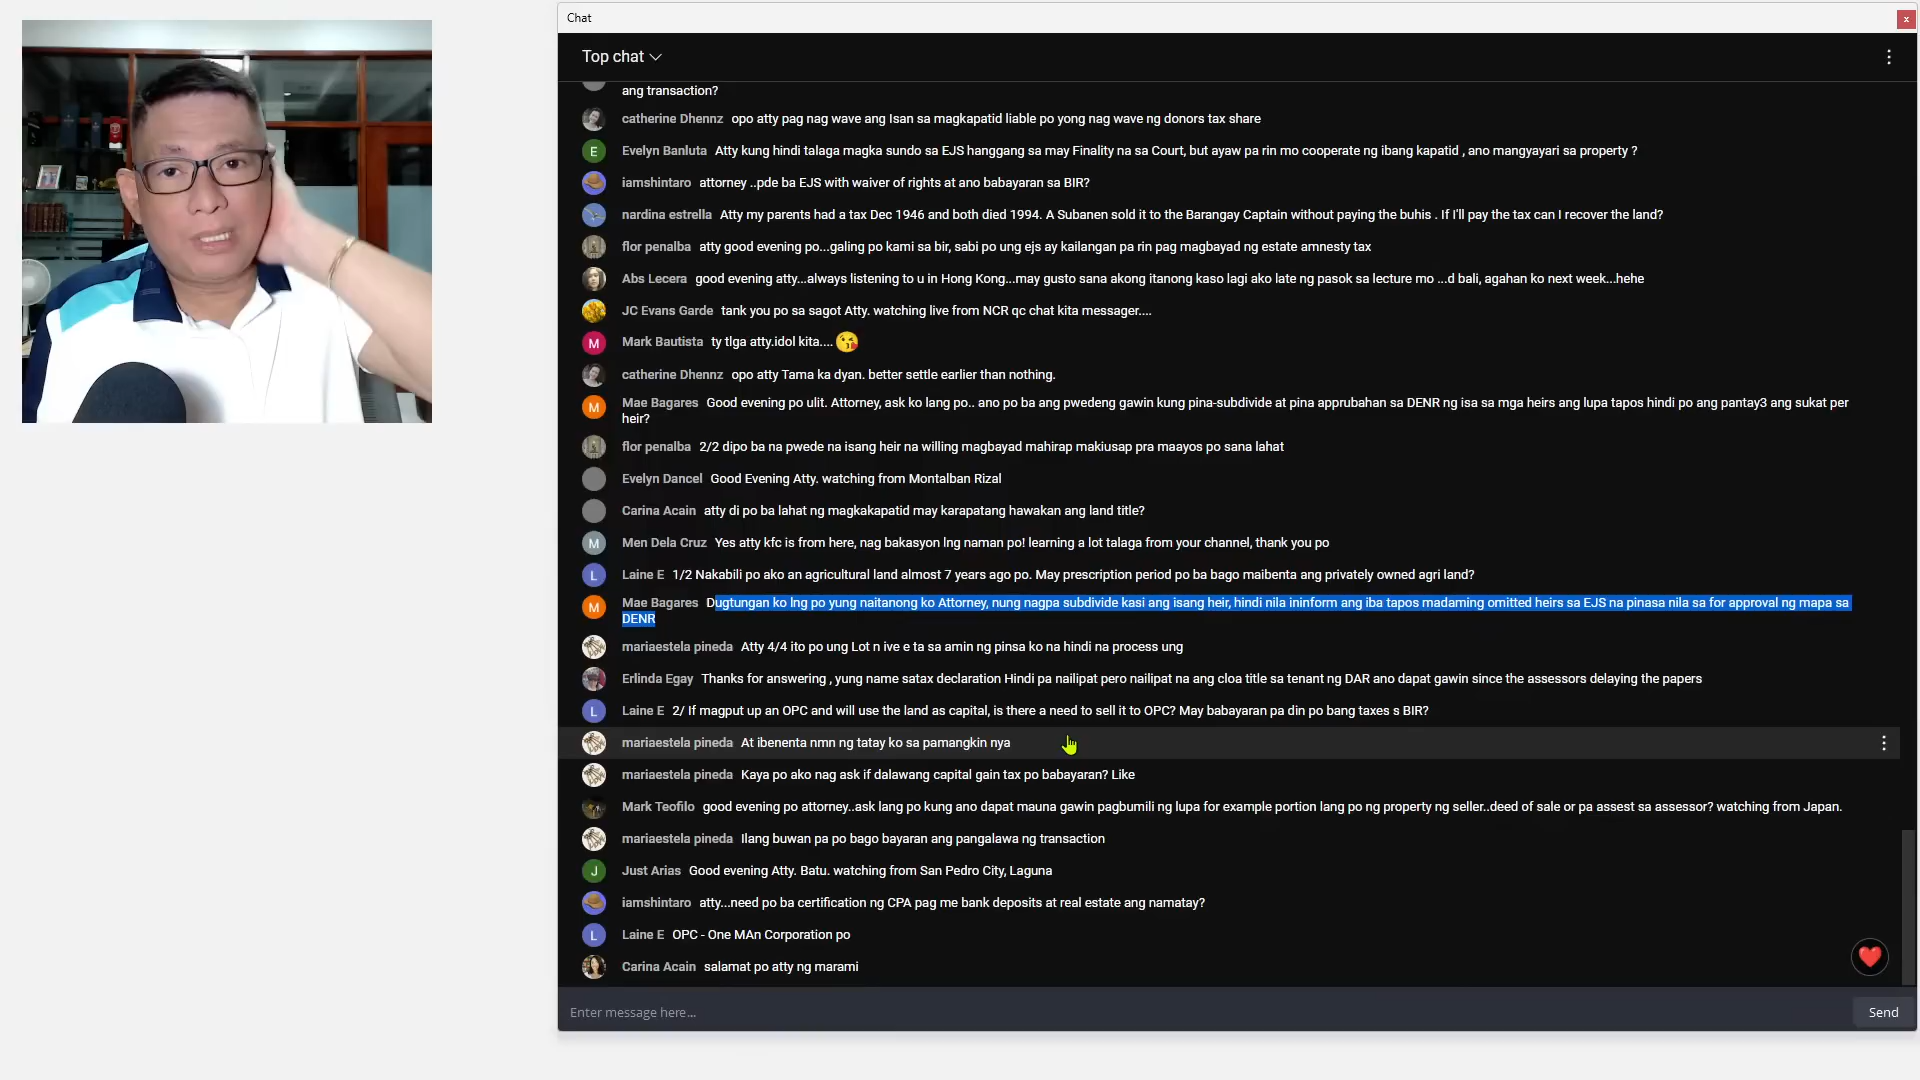 Chat
x
Top chat
ang transaction?
catherine Dhennz opo atty pag nag wave ang Isan sa magkapatid liable po yong nag wave ng donors tax share
E
Evelyn Banluta Atty kung hindi talaga magka sundo sa EJS hanggang sa may Finality na sa Court, but ayaw pa rin mo cooperate ng ibang kapatid , ano mangyayari sa property ?
iamshintaro attorney ..pde ba EJS with waiver of rights at ano babayaran sa BIR?
nardina estrella Atty my parents had a tax Dec 1946 and both died 1994. A Subanen sold it to the Barangay Captain without paying the buhis . If I'll pay the tax can I recover the land?
flor penalba atty good evening po...galing po kami sa bir, sabi po ung ejs ay kailangan pa rin pag magbayad ng estate amnesty tax
Abs Lecera good evening atty...always listening to u in Hong Kong...may gusto sana akong itanong kaso lagi ako late ng pasok sa lecture mo ...d bali, agahan ko next week...hehe
JC Evans Garde tank you po sa sagot Atty. watching live from NCR qc chat kita messager....
M
Mark Bautista ty tlga atty.idol kita....
catherine Dhennz opo atty Tama ka dyan. better settle earlier than nothing.
M
Mae Bagares Good evening po ulit. Attorney, ask ko lang po.. ano po ba ang pwedeng gawin kung pina-subdivide at pina apprubahan sa DENR ng isa sa mga heirs ang lupa tapos hindi po ang pantay3 ang sukat per
heir?
flor penalba 2/2 dipo ba na pwede na isang heir na willing magbayad mahirap makiusap pra maayos po sana lahat
Evelyn Dancel Good Evening Atty. watching from Montalban Rizal
Carina Acain atty di po ba lahat ng magkakapatid may karapatang hawakan ang land title?
M
Men Dela Cruz Yes atty kfc is from here, nag bakasyon lng naman po! learning a lot talaga from your channel, thank you po
L
Laine E 1/2 Nakabili po ako an agricultural land almost 7 years ago po. May prescription period po ba bago maibenta ang privately owned agri land?
M
Mae Bagares Dugtungan ko lng po yung naitanong ko Attorney, nung nagpa subdivide kasi ang isang heir, hindi nila ininform ang iba tapos madaming omitted heirs sa EJS na pinasa nila sa for approval ng mapa sa
DENR
mariaestela pineda Atty 4/4 ito po ung Lot n ive e ta sa amin ng pinsa ko na hindi na process ung
Erlinda Egay Thanks for answering , yung name satax declaration Hindi pa nailipat pero nailipat na ang cloa title sa tenant ng DAR ano dapat gawin since the assessors delaying the papers
L
Laine E 2/ If magput up an OPC and will use the land as capital, is there a need to sell it to OPC? May babayaran pa din po bang taxes s BIR?
mariaestela pineda At ibenenta nmn ng tatay ko sa pamangkin nya
mariaestela pineda Kaya po ako nag ask if dalawang capital gain tax po babayaran? Like
Mark Teofilo good evening po attorney..ask lang po kung ano dapat mauna gawin pagbumili ng lupa for example portion lang po ng property ng seller..deed of sale or pa assest sa assessor? watching from Japan.
mariaestela pineda Ilang buwan pa po bago bayaran ang pangalawa ng transaction
J
Just Arias Good evening Atty. Batu. watching from San Pedro City, Laguna
iamshintaro atty...need po ba certification ng CPA pag me bank deposits at real estate ang namatay?
L
Laine E OPC - One MAn Corporation po
Carina Acain salamat po atty ng marami
Enter message here...
Send